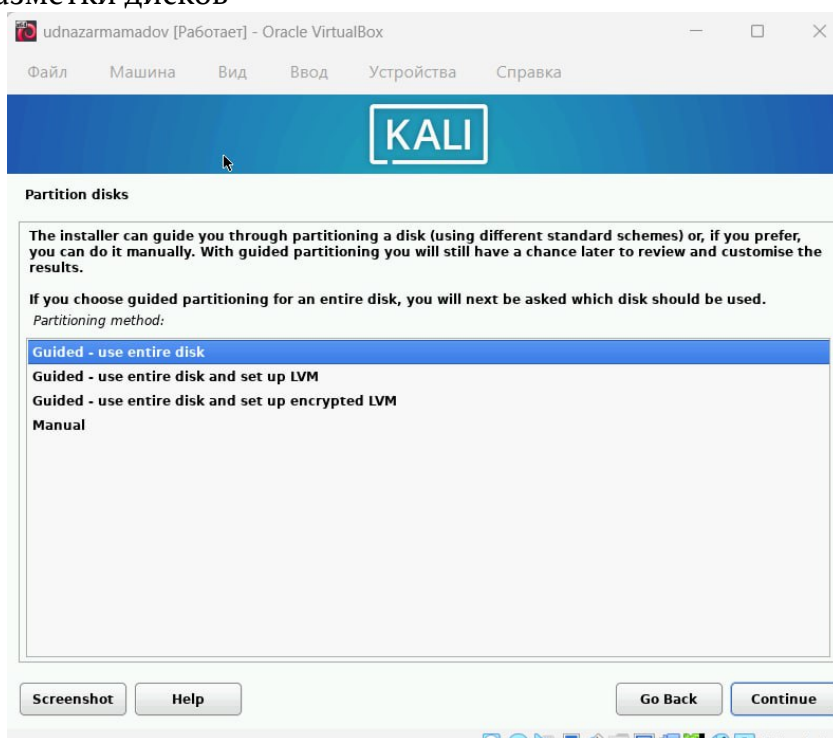 разметки дисков
udnazarmamadov [Работает] - Oracle VirtualBox
Файл Машина Вид Ввод Устройства Справка
KALI
Partition disks
The installer can guide you through partitioning a disk (using different standard schemes) or, if you prefer,
you can do it manually. With guided partitioning you will still have a chance later to review and customise the
results.
If you choose guided partitioning for an entire disk, you will next be asked which disk should be used.
Partitioning method:
Guided - use entire disk
Guided - use entire disk and set up LVM
Guided - use entire disk and set up encrypted LVM
Manual
Screenshot Help Go Back Continue